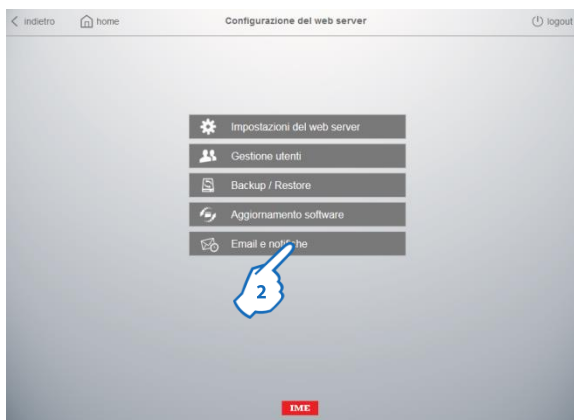 indietro
home
Configurazione del web server
logout
Impostazioni del web server
Gestione utenti
Backup / Restore
Aggiornamento software
Email e notifiche
2
IME